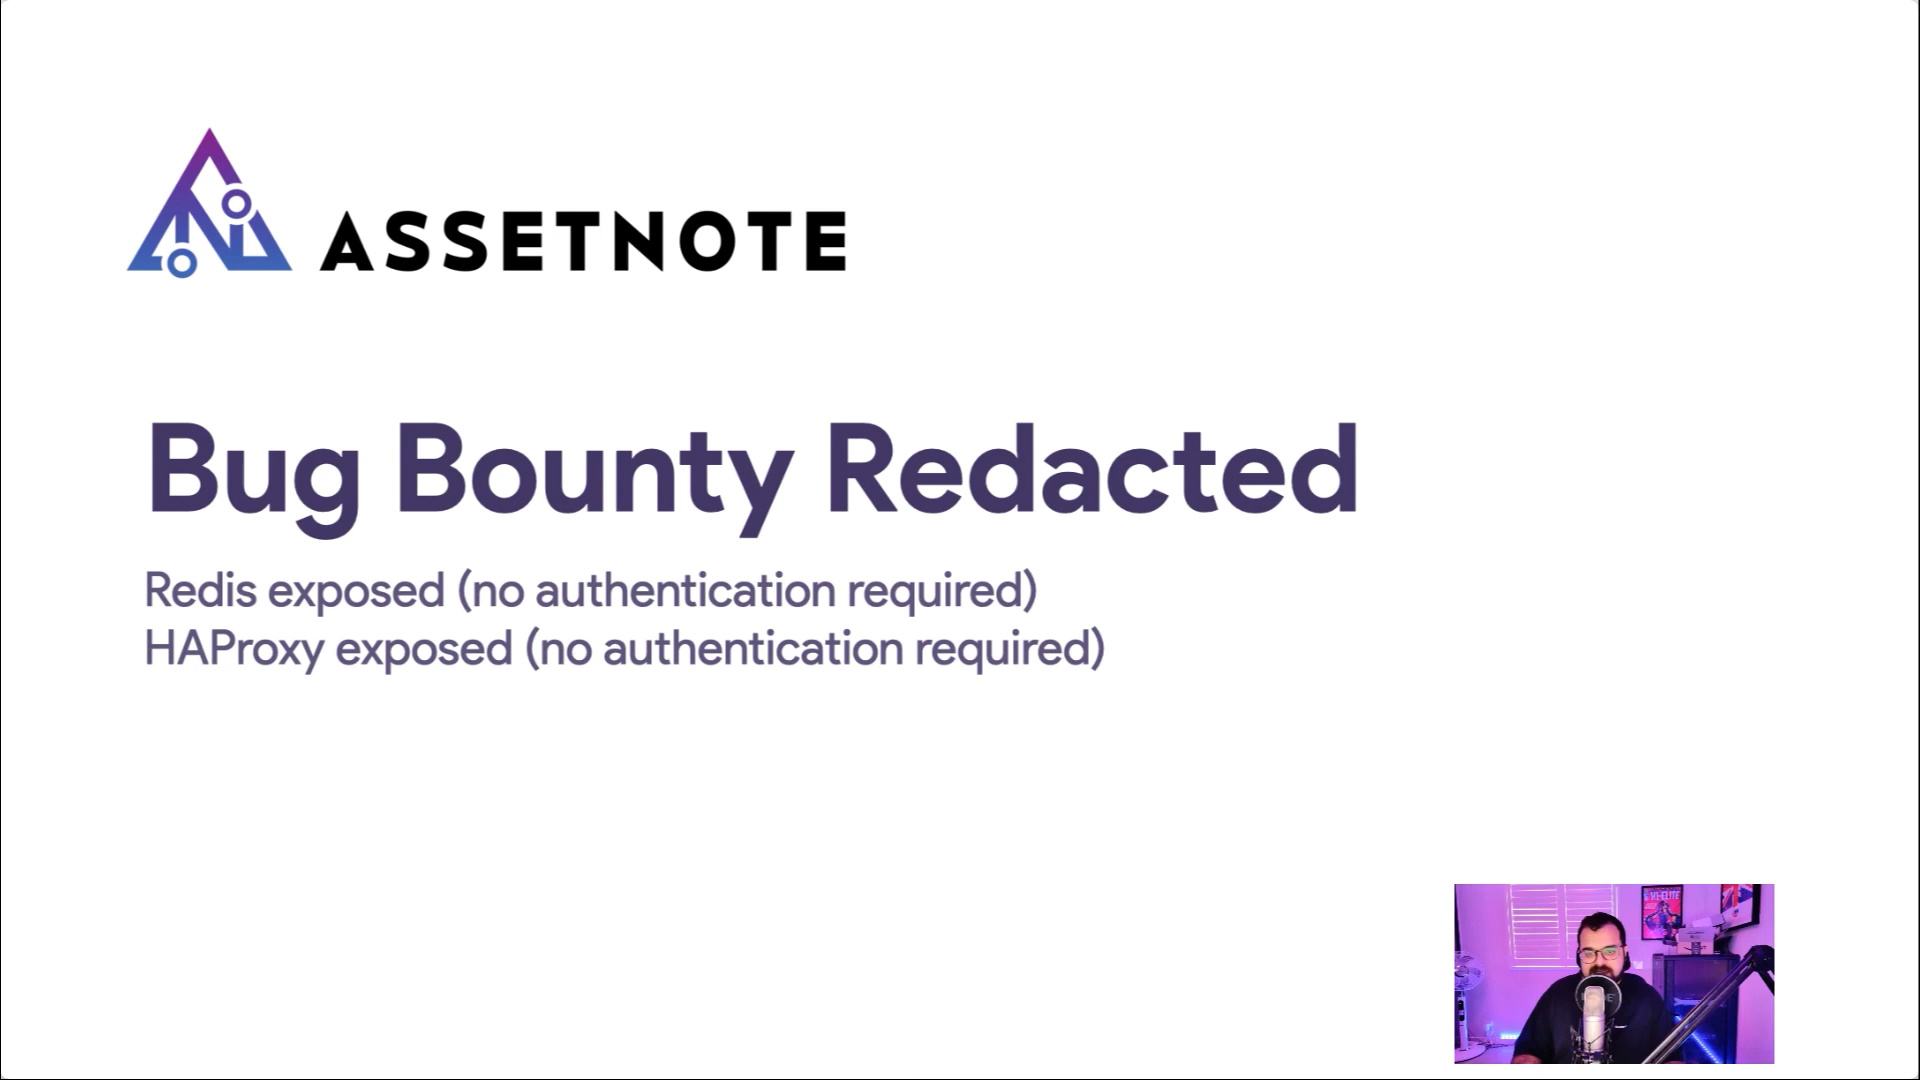 ASSETNOTE
Bug Bounty Redacted
Redis exposed (no authentication required)
HAProxy exposed (no authentication required)